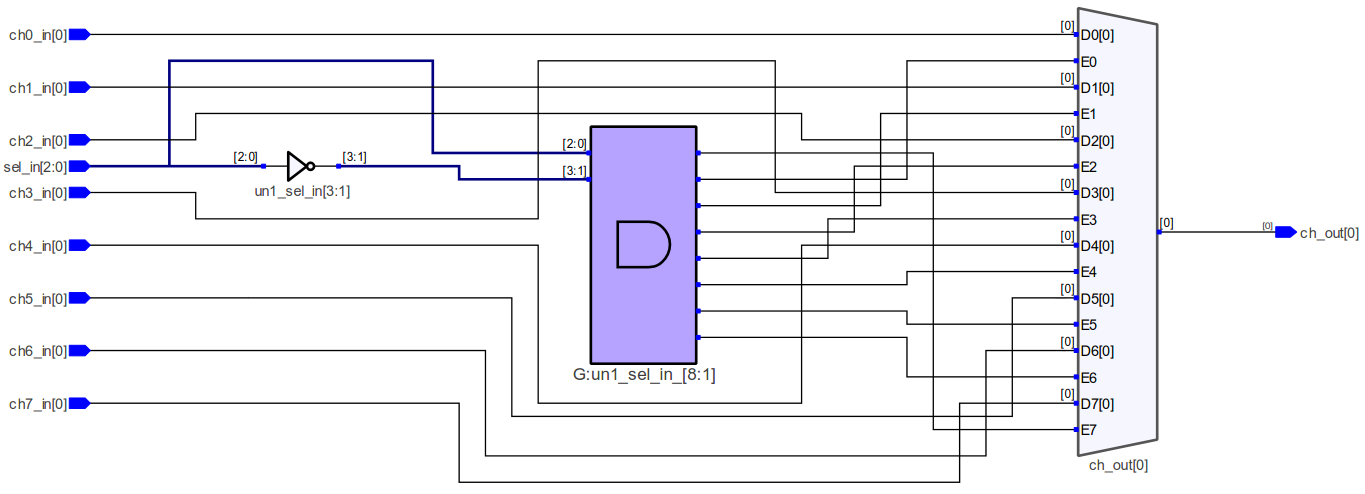 ch0_in[0]
[0]
D0[0]
E0
ch1_in[0]
[0]
D1[0]
E1
ch2_in[0]
[0]
D2[0]
[2:0]
sel_in[2:0]
[2:0]
[3:1]
un1_sel_in[3:1]
[3:1]
E2
ch3_in[0]
[0]
D3[0]
E3
[0]
[0]
ch_out[0]
ch4_in[0]
[0]
D4[0]
E4
ch5_in[0]
[0]
D5[0]
E5
ch6_in[0]
[0]
D6[0]
G:un1_sel_in_[8:1]
E6
ch7_in[0]
[0]
D7[0]
E7
ch_out[0]